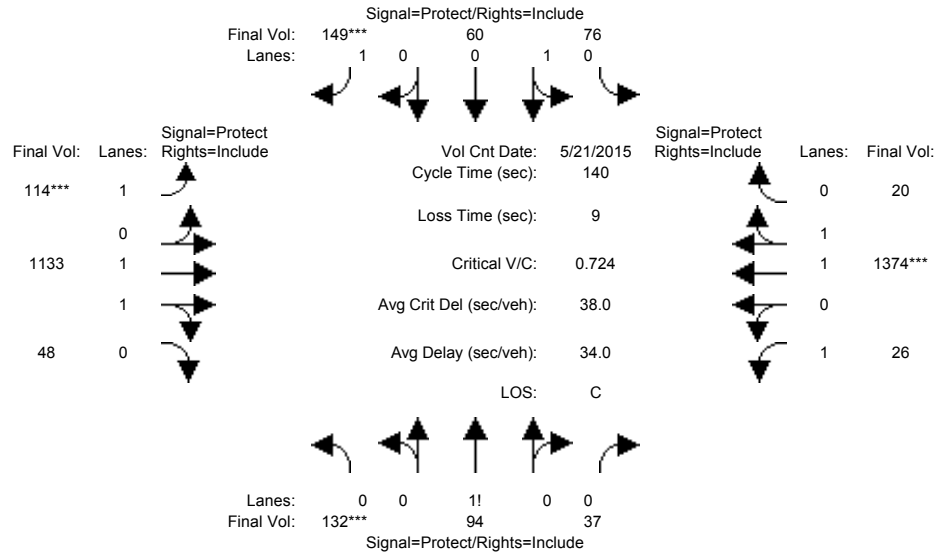 Signal=Protect/Rights=Include
Final Vol: 149*** 60 76
Lanes: 1 0 0 1 0
Signal=Protect
Final Vol: Lanes: Rights=Include
Vol Cnt Date: 5/21/2015
Signal=Protect
Rights=Include Lanes: Final Vol:
Cycle Time (sec): 140
114*** 1
0 20
Loss Time (sec): 9
0
1
1133 1
Critical V/C: 0.724
1 1374***
1
Avg Crit Del (sec/veh): 38.0
0
48 0
Avg Delay (sec/veh): 34.0
1 26
LOS: C
Lanes: 0 0 1! 0 0
Final Vol: 132*** 94 37
Signal=Protect/Rights=Include